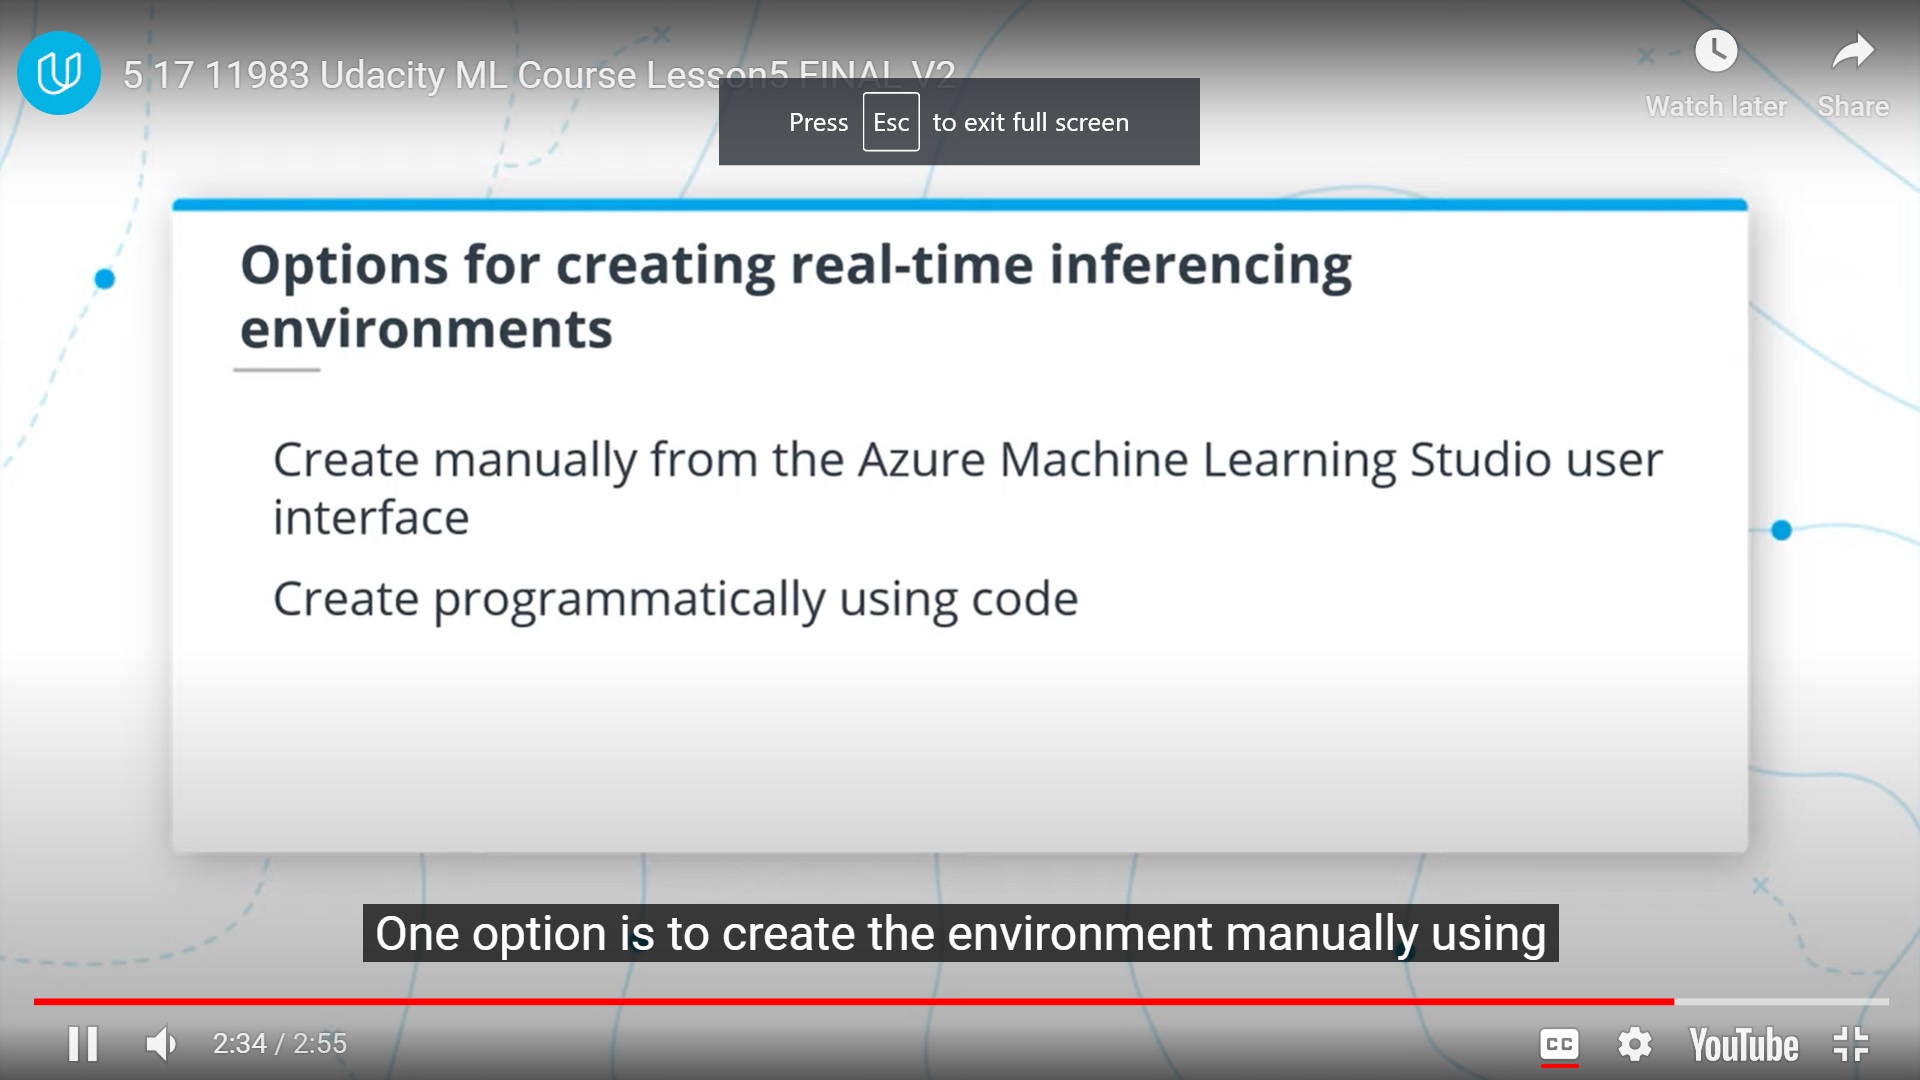 5 17 11983 Udacity ML Course Lesson5 FINAL V2
Watch later
Share
Press Esc to exit full screen
Options for creating real-time inferencing
environments
Create manually from the Azure Machine Learning Studio user
interface
Create programmatically using code
One option is to create the environment manually using
2:34 / 2:55
CC
YouTube